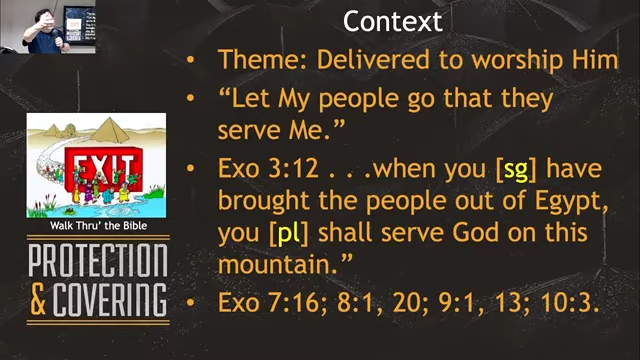 Context
• Theme: Delivered to worship Him
• “Let My people go that they
serve Me.”
• Exo 3:12 . . .when you [sg] have
brought the people out of Egypt,
you [pl] shall serve God on this
mountain.”
• Exo 7:16; 8:1, 20; 9:1, 13; 10:3.
EXIT
Walk Thru’ the Bible
PROTECTION
& COVERING